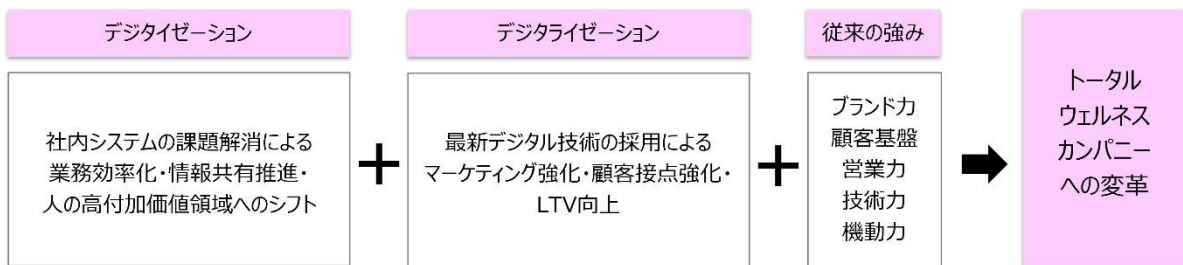 デジタイゼーション
社内システムの課題解消による
業務効率化・情報共有推進・
人の高付加価値領域へのシフト
＋
デジタライゼーション
最新デジタル技術の採用による
マーケティング強化・顧客接点強化・
LTV向上
＋
従来の強み
ブランド力
顧客基盤
営業力
技術力
機動力
トータル
ウェルネス
カンパニー
への変革